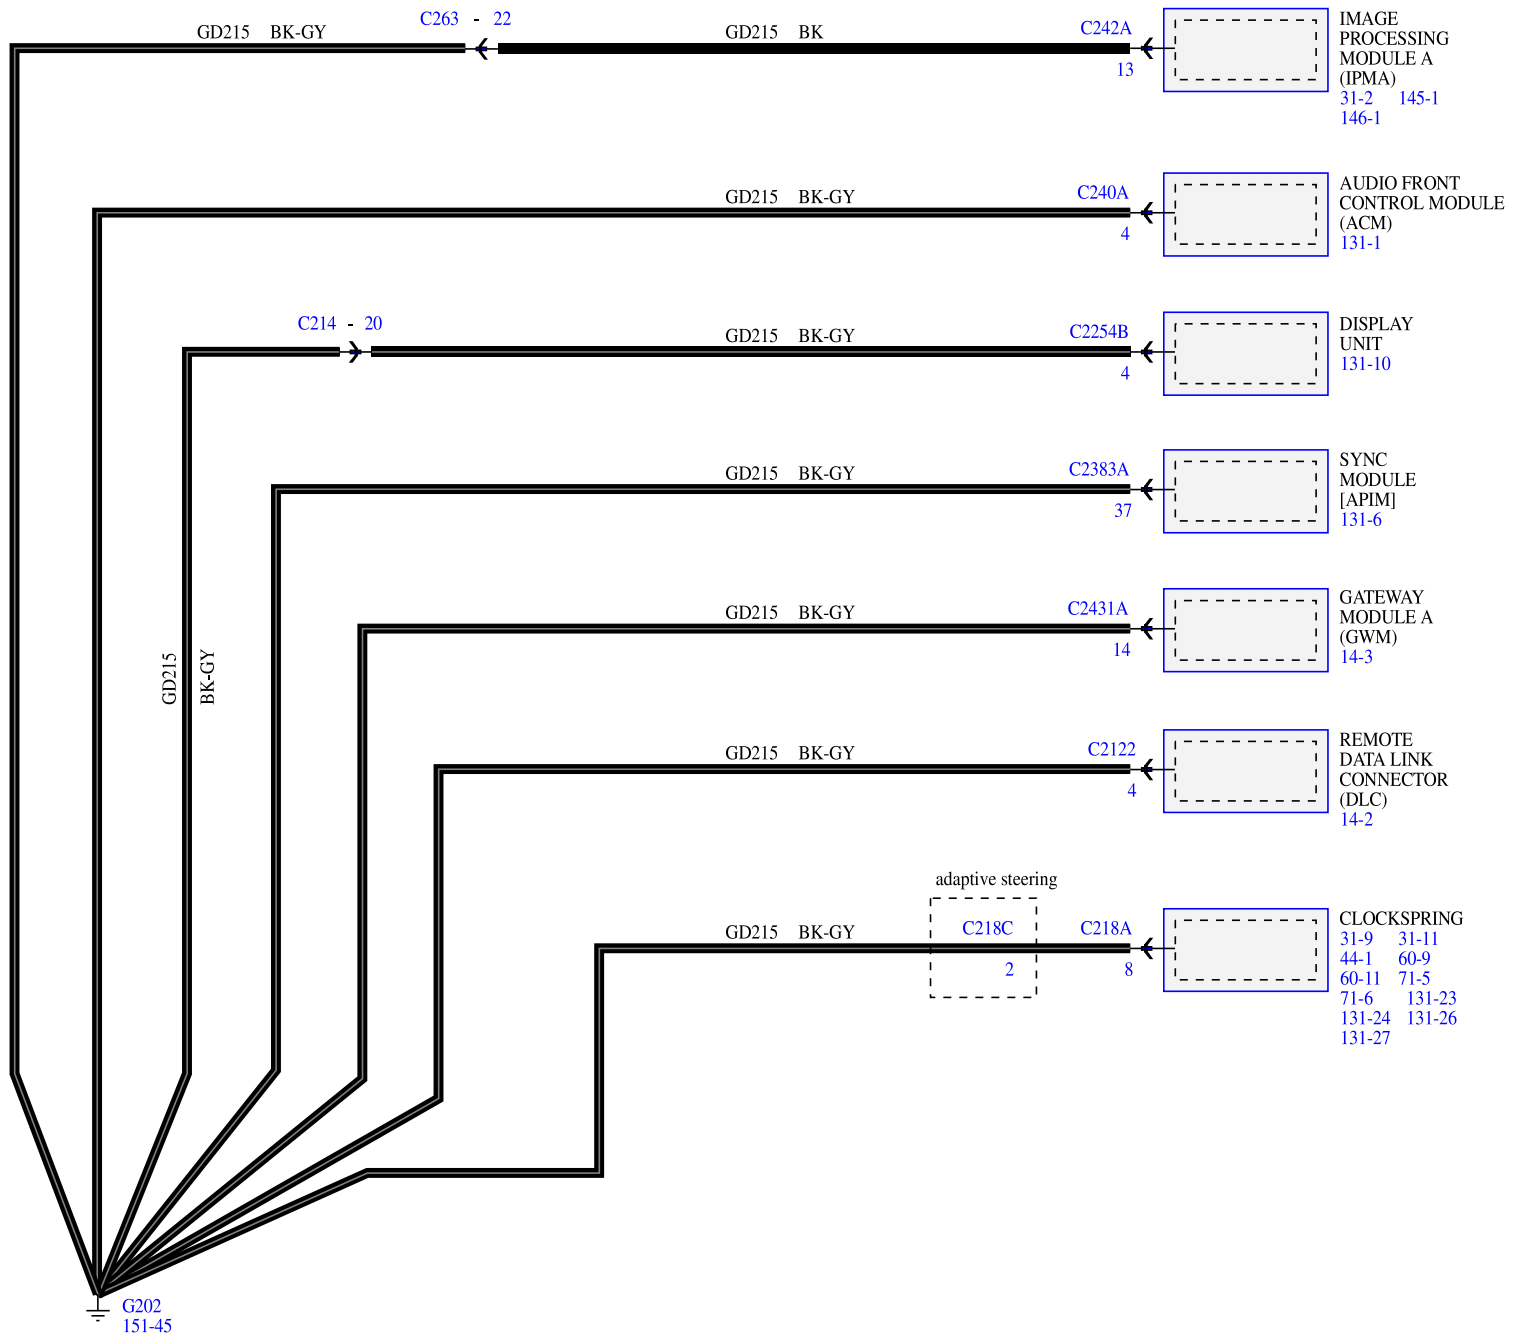 GD215 BK-GY
C263 - 22
GD215 BK
C242A
13
IMAGE
PROCESSING
MODULE A
(IPMA)
31-2 145-1
146-1
GD215 BK-GY
C240A
4
AUDIO FRONT
CONTROL MODULE
(ACM)
131-1
C214 - 20
GD215 BK-GY
C2254B
4
DISPLAY
UNIT
131-10
GD215 BK-GY
C2383A
37
SYNC
MODULE
[APIM]
131-6
GD215 BK-GY
C2431A
14
GATEWAY
MODULE A
(GWM)
14-3
GD215
BK-GY
GD215 BK-GY
C2122
4
REMOTE
DATA LINK
CONNECTOR
(DLC)
14-2
adaptive steering
GD215 BK-GY
C218C
2
C218A
8
CLOCKSPRING
31-9 31-11
44-1 60-9
60-11 71-5
71-6 131-23
131-24 131-26
131-27
G202
151-45